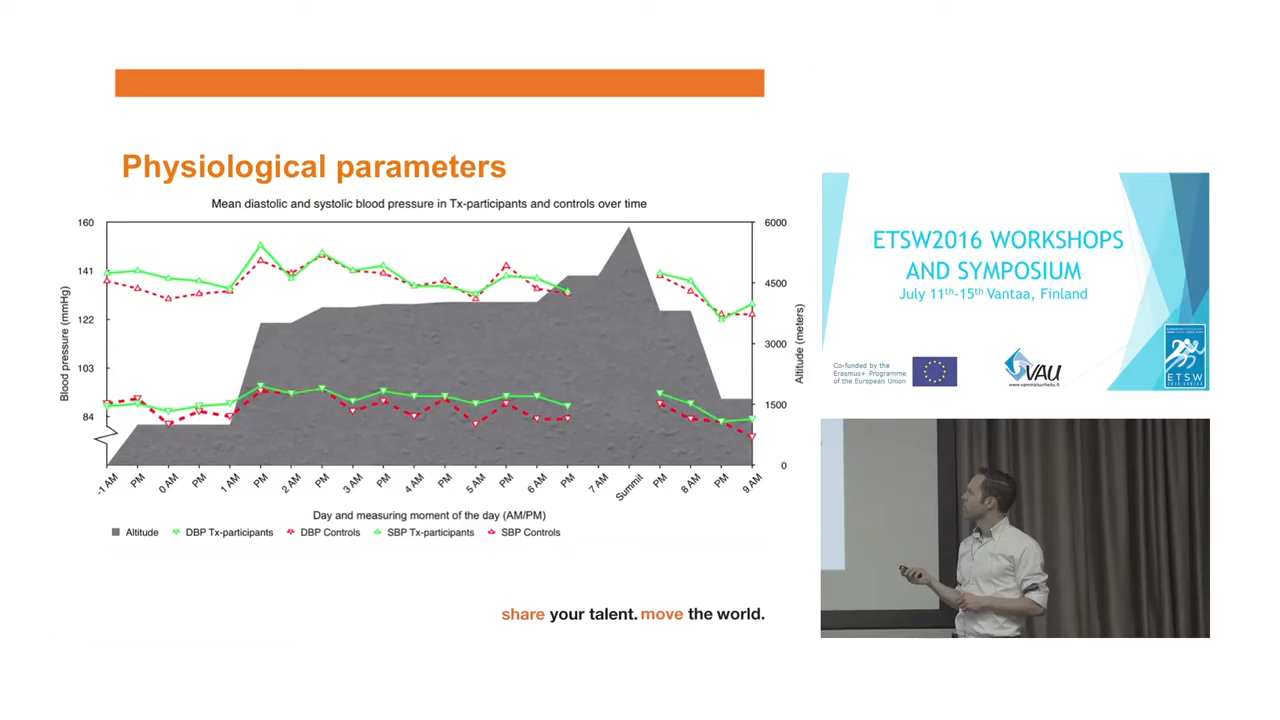 Physiological parameters
Mean diastolic and systolic blood pressure in Tx-participants and controls over time
Blood pressure (mmHg)
160
141
122
103
84
6000
4500
3000
1500
0
Altitude (meters)
-1 AM
PM
0 AM
PM
1 AM
PM
2 AM
PM
3 AM
PM
4 AM
PM
5 AM
PM
6 AM
PM
7 AM
Summit
PM
8 AM
PM
9 AM
Day and measuring moment of the day (AM/PM)
Altitude DBP Tx-participants DBP Controls SBP Tx-participants SBP Controls
share your talent. move the world.
ETSW2016 WORKSHOPS
AND SYMPOSIUM
July 11th-15th Vantaa, Finland
Co-funded by the
Erasmus+ Programme
of the European Union
VAU
ETSW